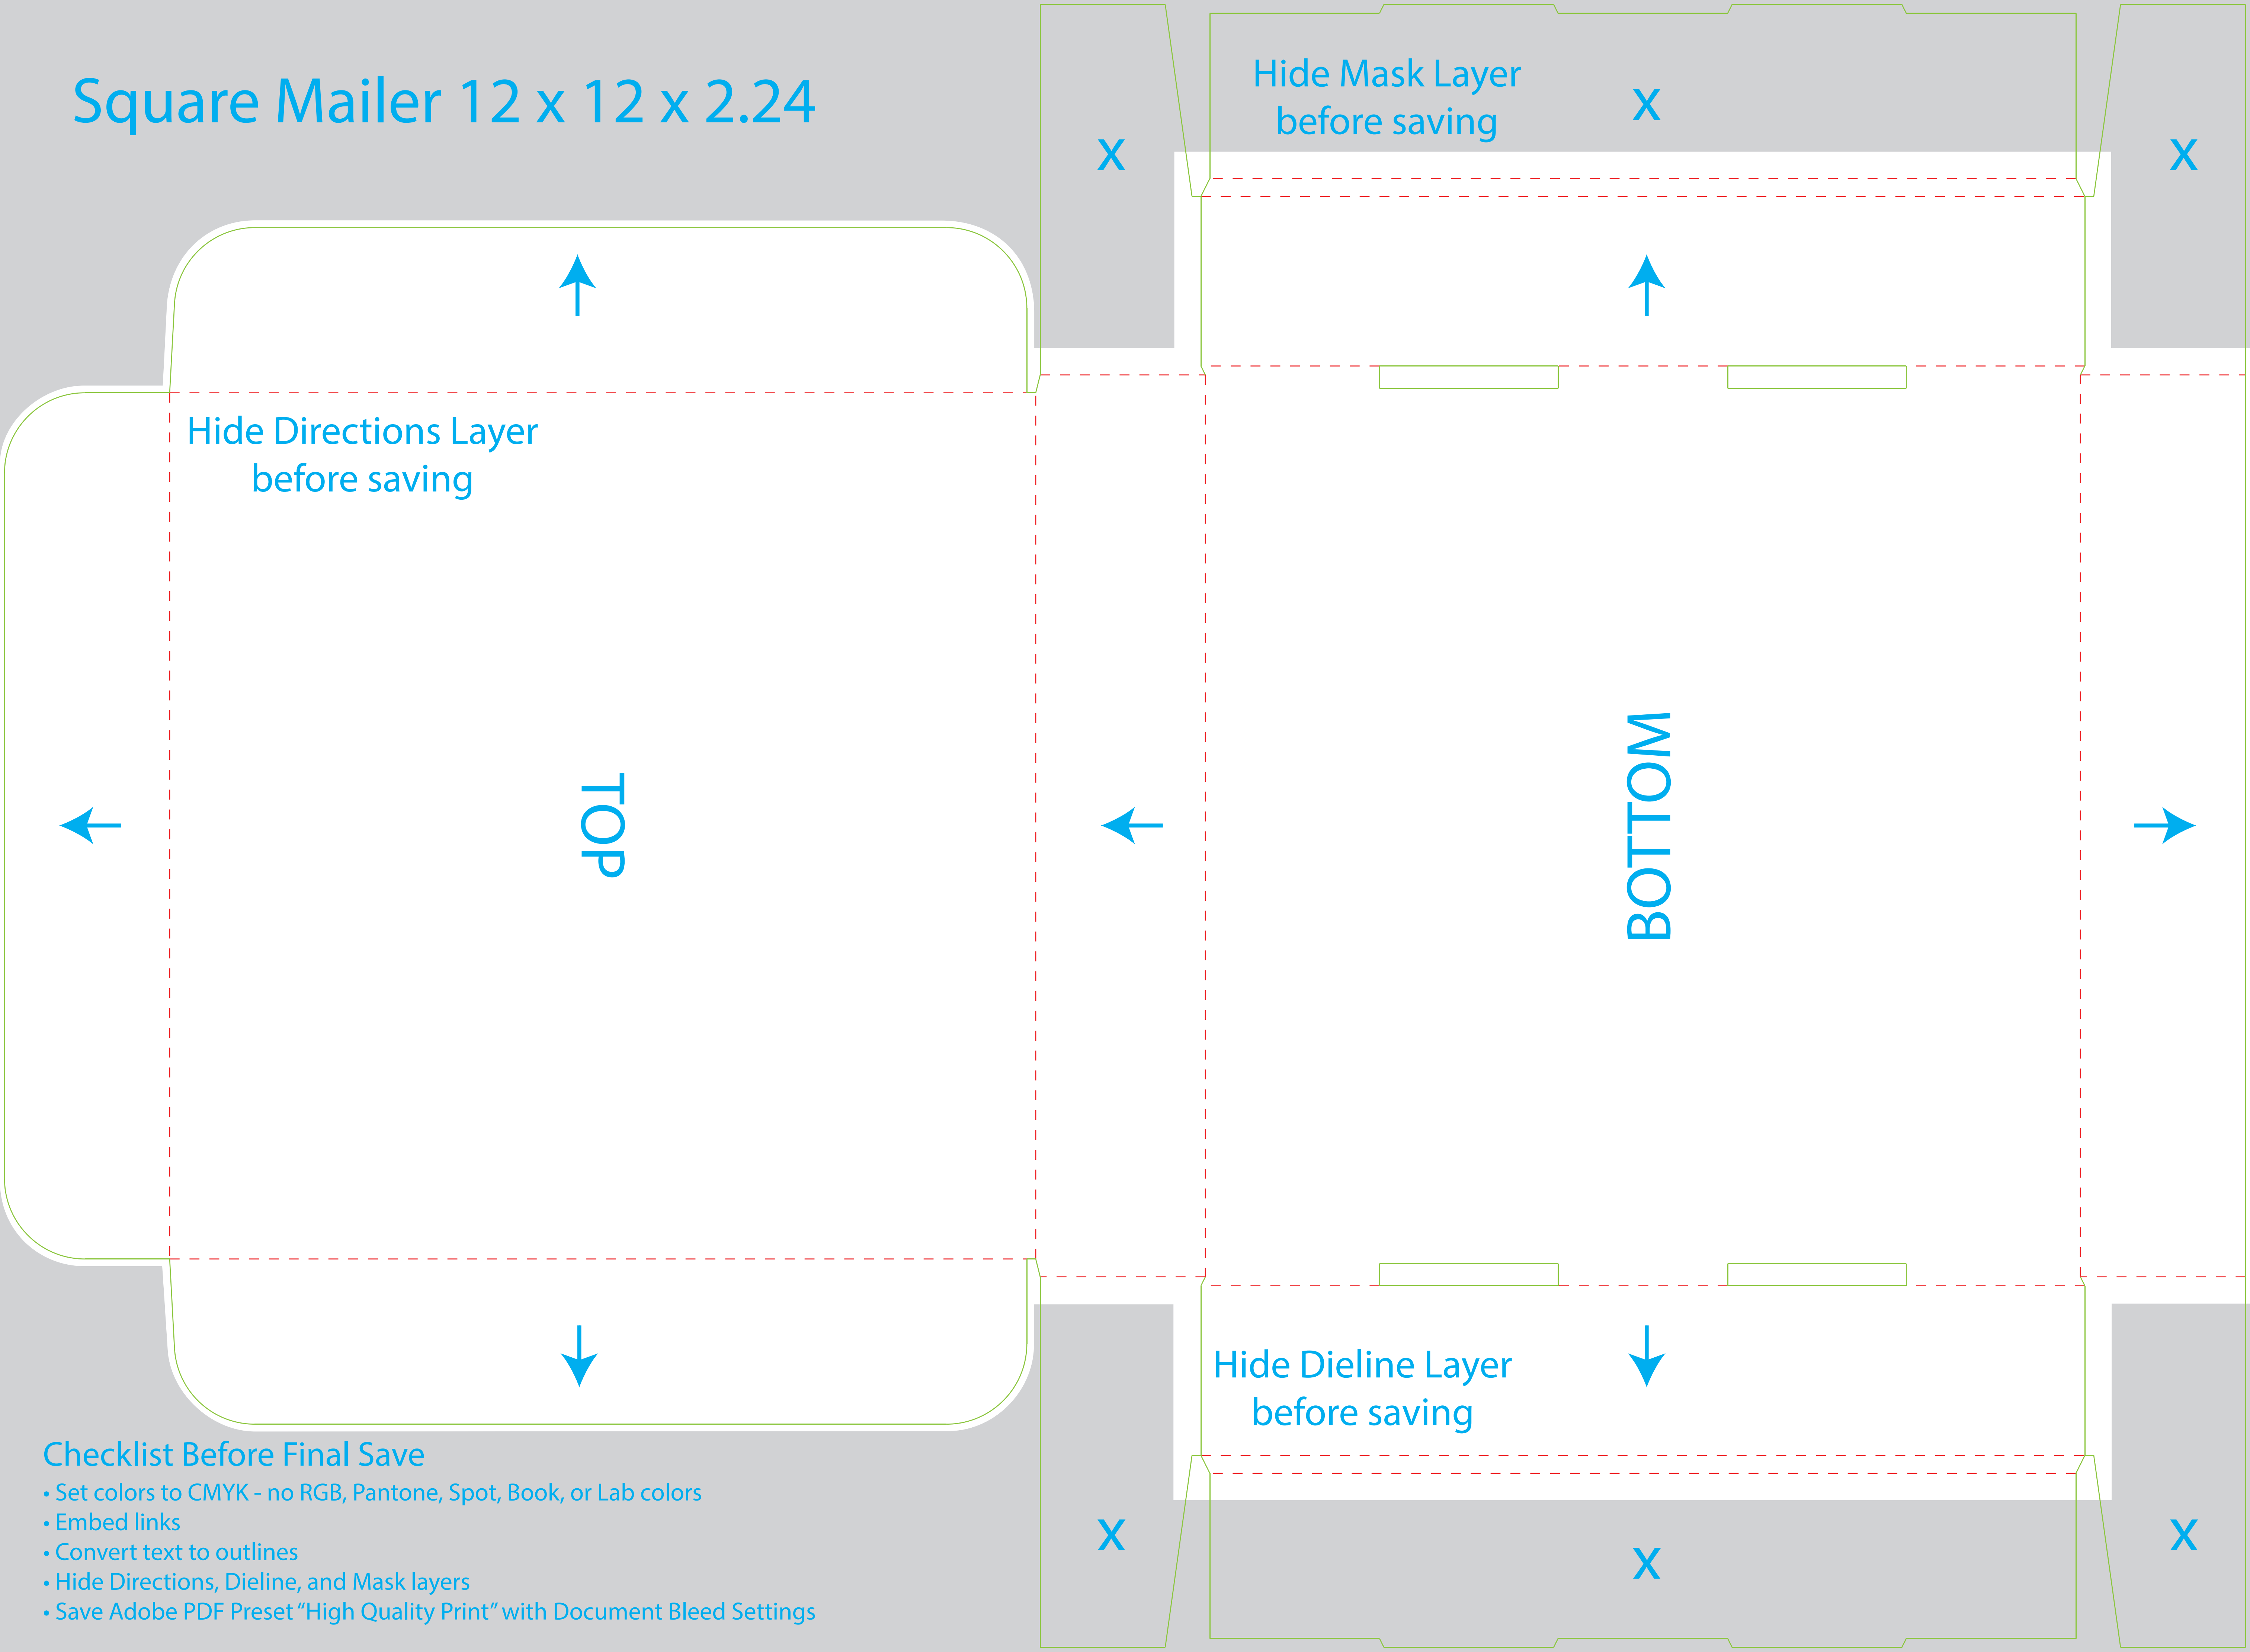 Square Mailer 12 x 12 x 2.24
Hide Mask Layer
before saving
x
x
x
Hide Directions Layer
before saving
TOP
BOTTOM
Hide Dieline Layer
before saving
Checklist Before Final Save
• Set colors to CMYK - no RGB, Pantone, Spot, Book, or Lab colors
• Embed links
• Convert text to outlines
• Hide Directions, Dieline, and Mask layers
• Save Adobe PDF Preset “High Quality Print” with Document Bleed Settings
x
x
x